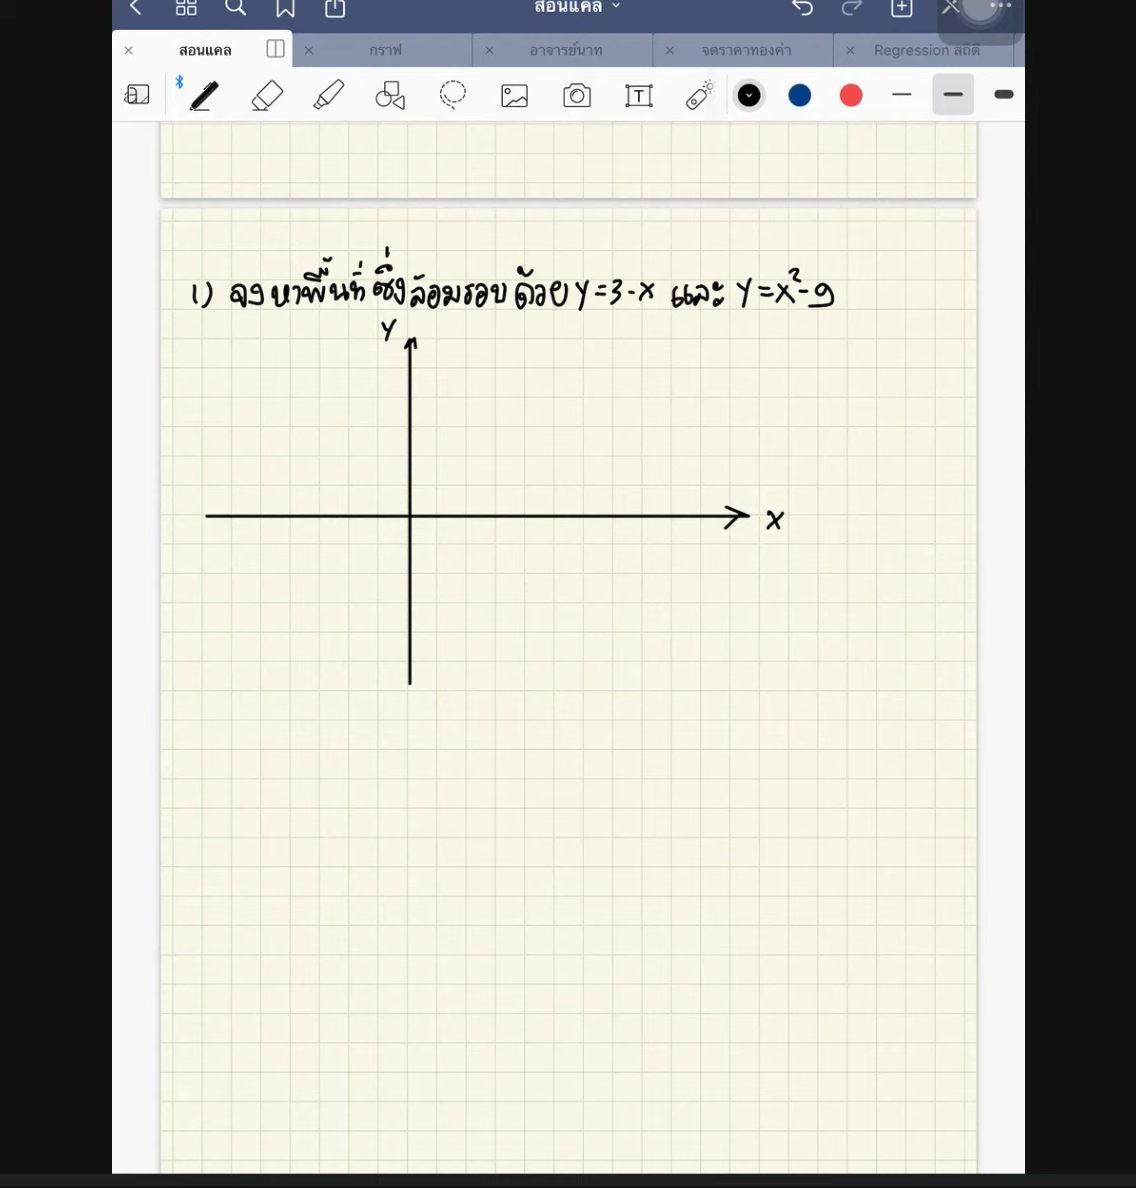 สอนแคล
สอนแคล
กราฟ
อาจารย์นาท
จดราคาทองคำ
Regression สถิติ
T
1) จงหาพื้นที่ ซึ่งล้อมรอบ ด้วย y = 3 - x และ y = x² - 9
y
x